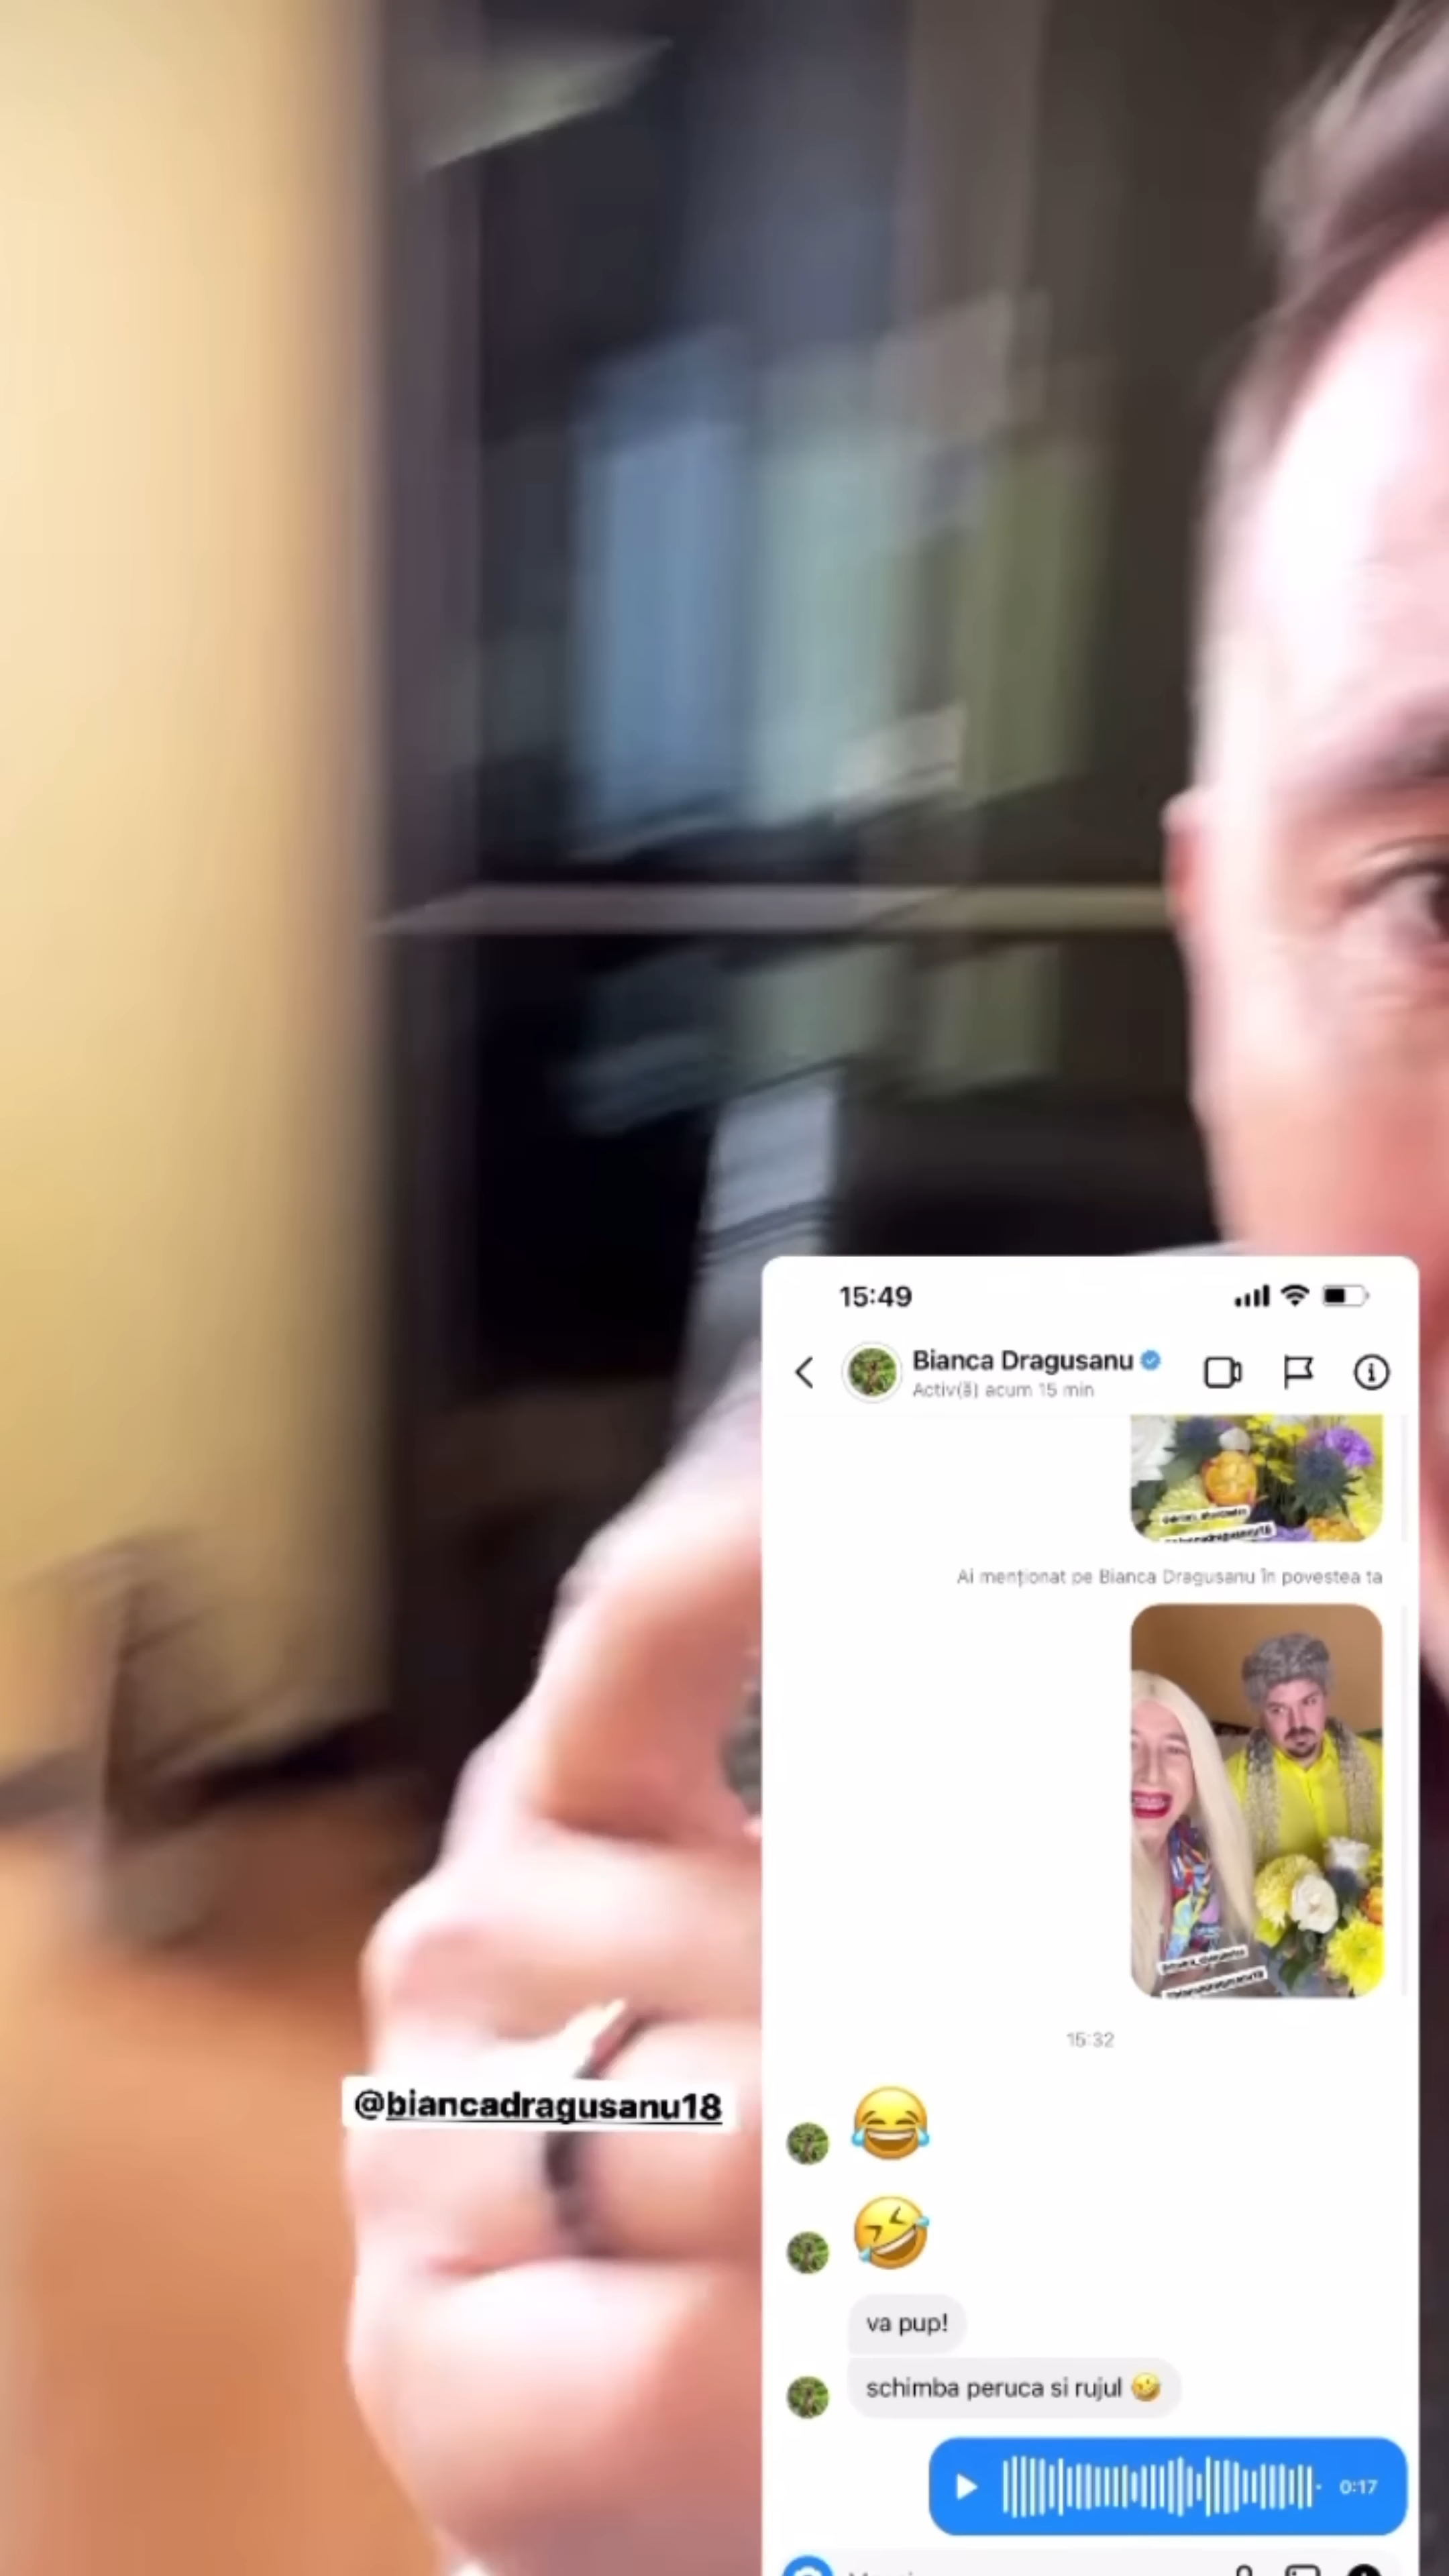 15:49
Bianca Dragusanu
Activ(ă) acum 15 min
Ai menționat pe Bianca Dragusanu în povestea ta
15:32
@biancadragusanu18
😂
🤣
va pup!
schimba peruca si rujul 🤣
0:17